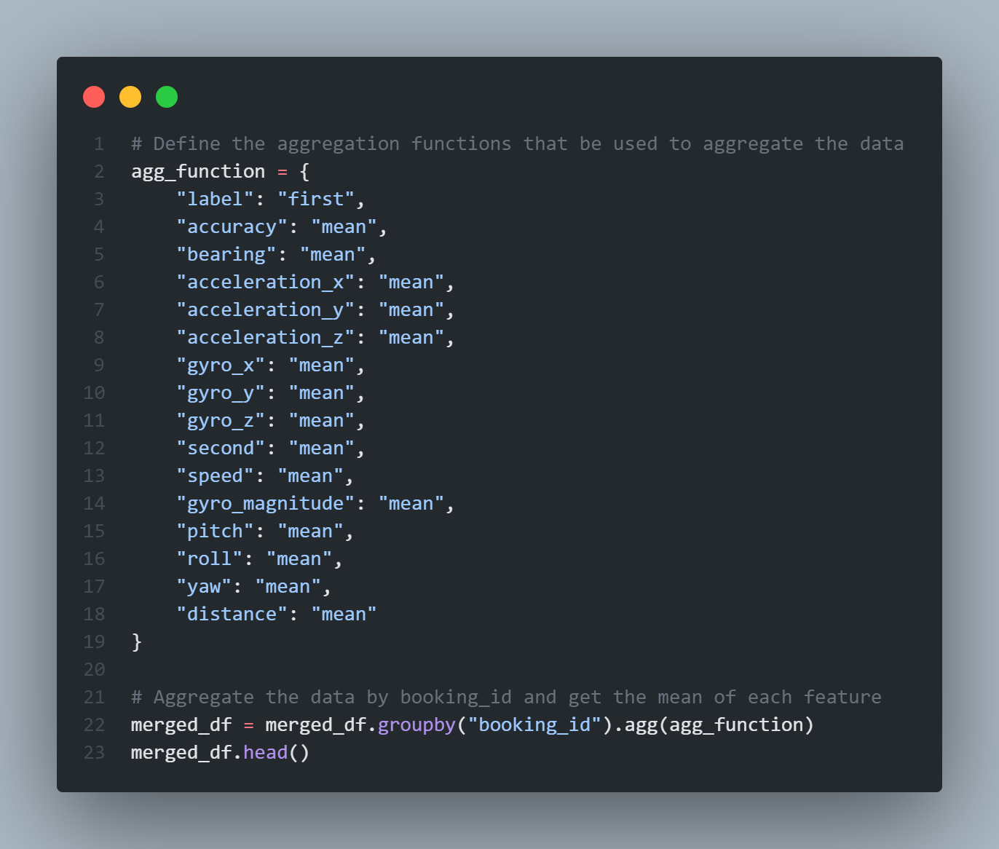 1 # Define the aggregation functions that be used to aggregate the data
2 agg_function = {
3     "label": "first",
4     "accuracy": "mean",
5     "bearing": "mean",
6     "acceleration_x": "mean",
7     "acceleration_y": "mean",
8     "acceleration_z": "mean",
9     "gyro_x": "mean",
10     "gyro_y": "mean",
11     "gyro_z": "mean",
12     "second": "mean",
13     "speed": "mean",
14     "gyro_magnitude": "mean",
15     "pitch": "mean",
16     "roll": "mean",
17     "yaw": "mean",
18     "distance": "mean"
19 }
20
21 # Aggregate the data by booking_id and get the mean of each feature
22 merged_df = merged_df.groupby("booking_id").agg(agg_function)
23 merged_df.head()